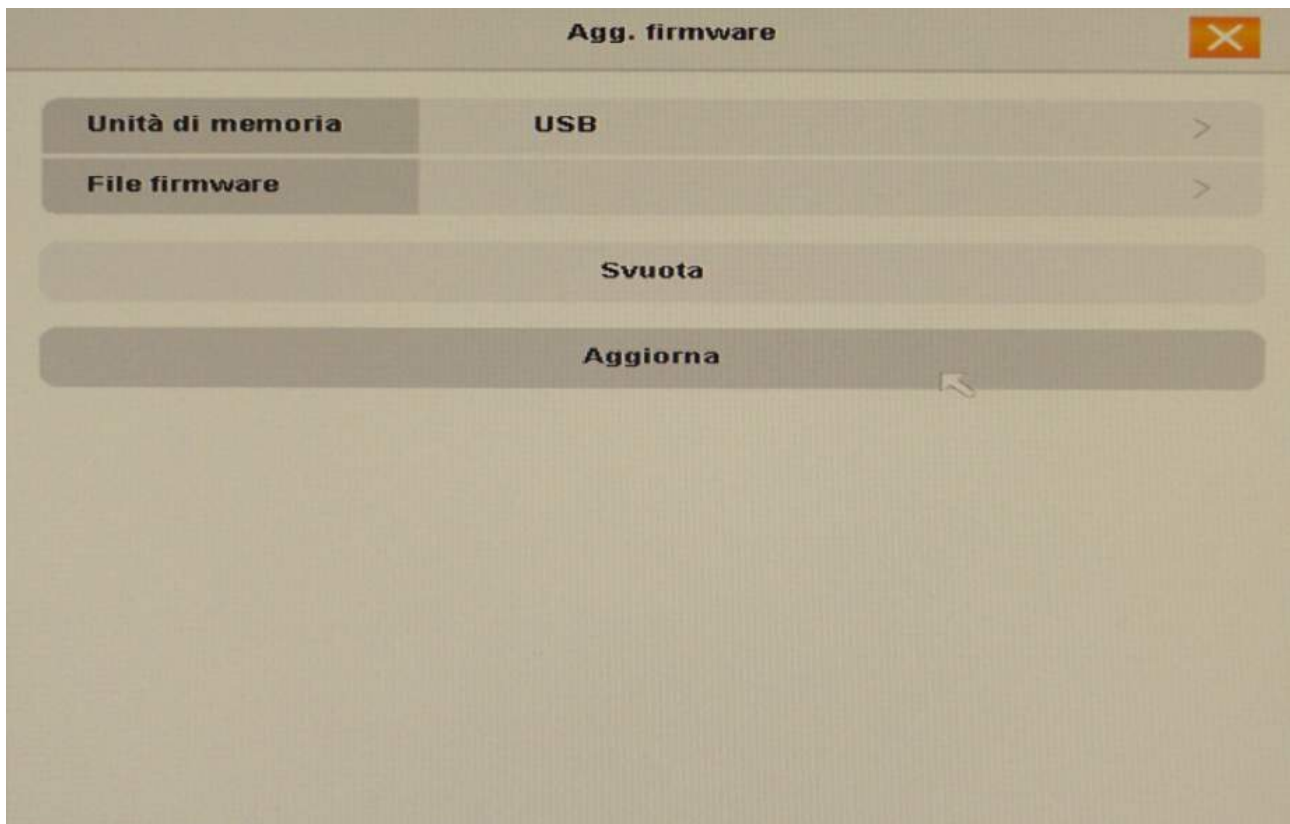 Agg. firmware
Unità di memoria USB
File firmware
Svuota
Aggiorna